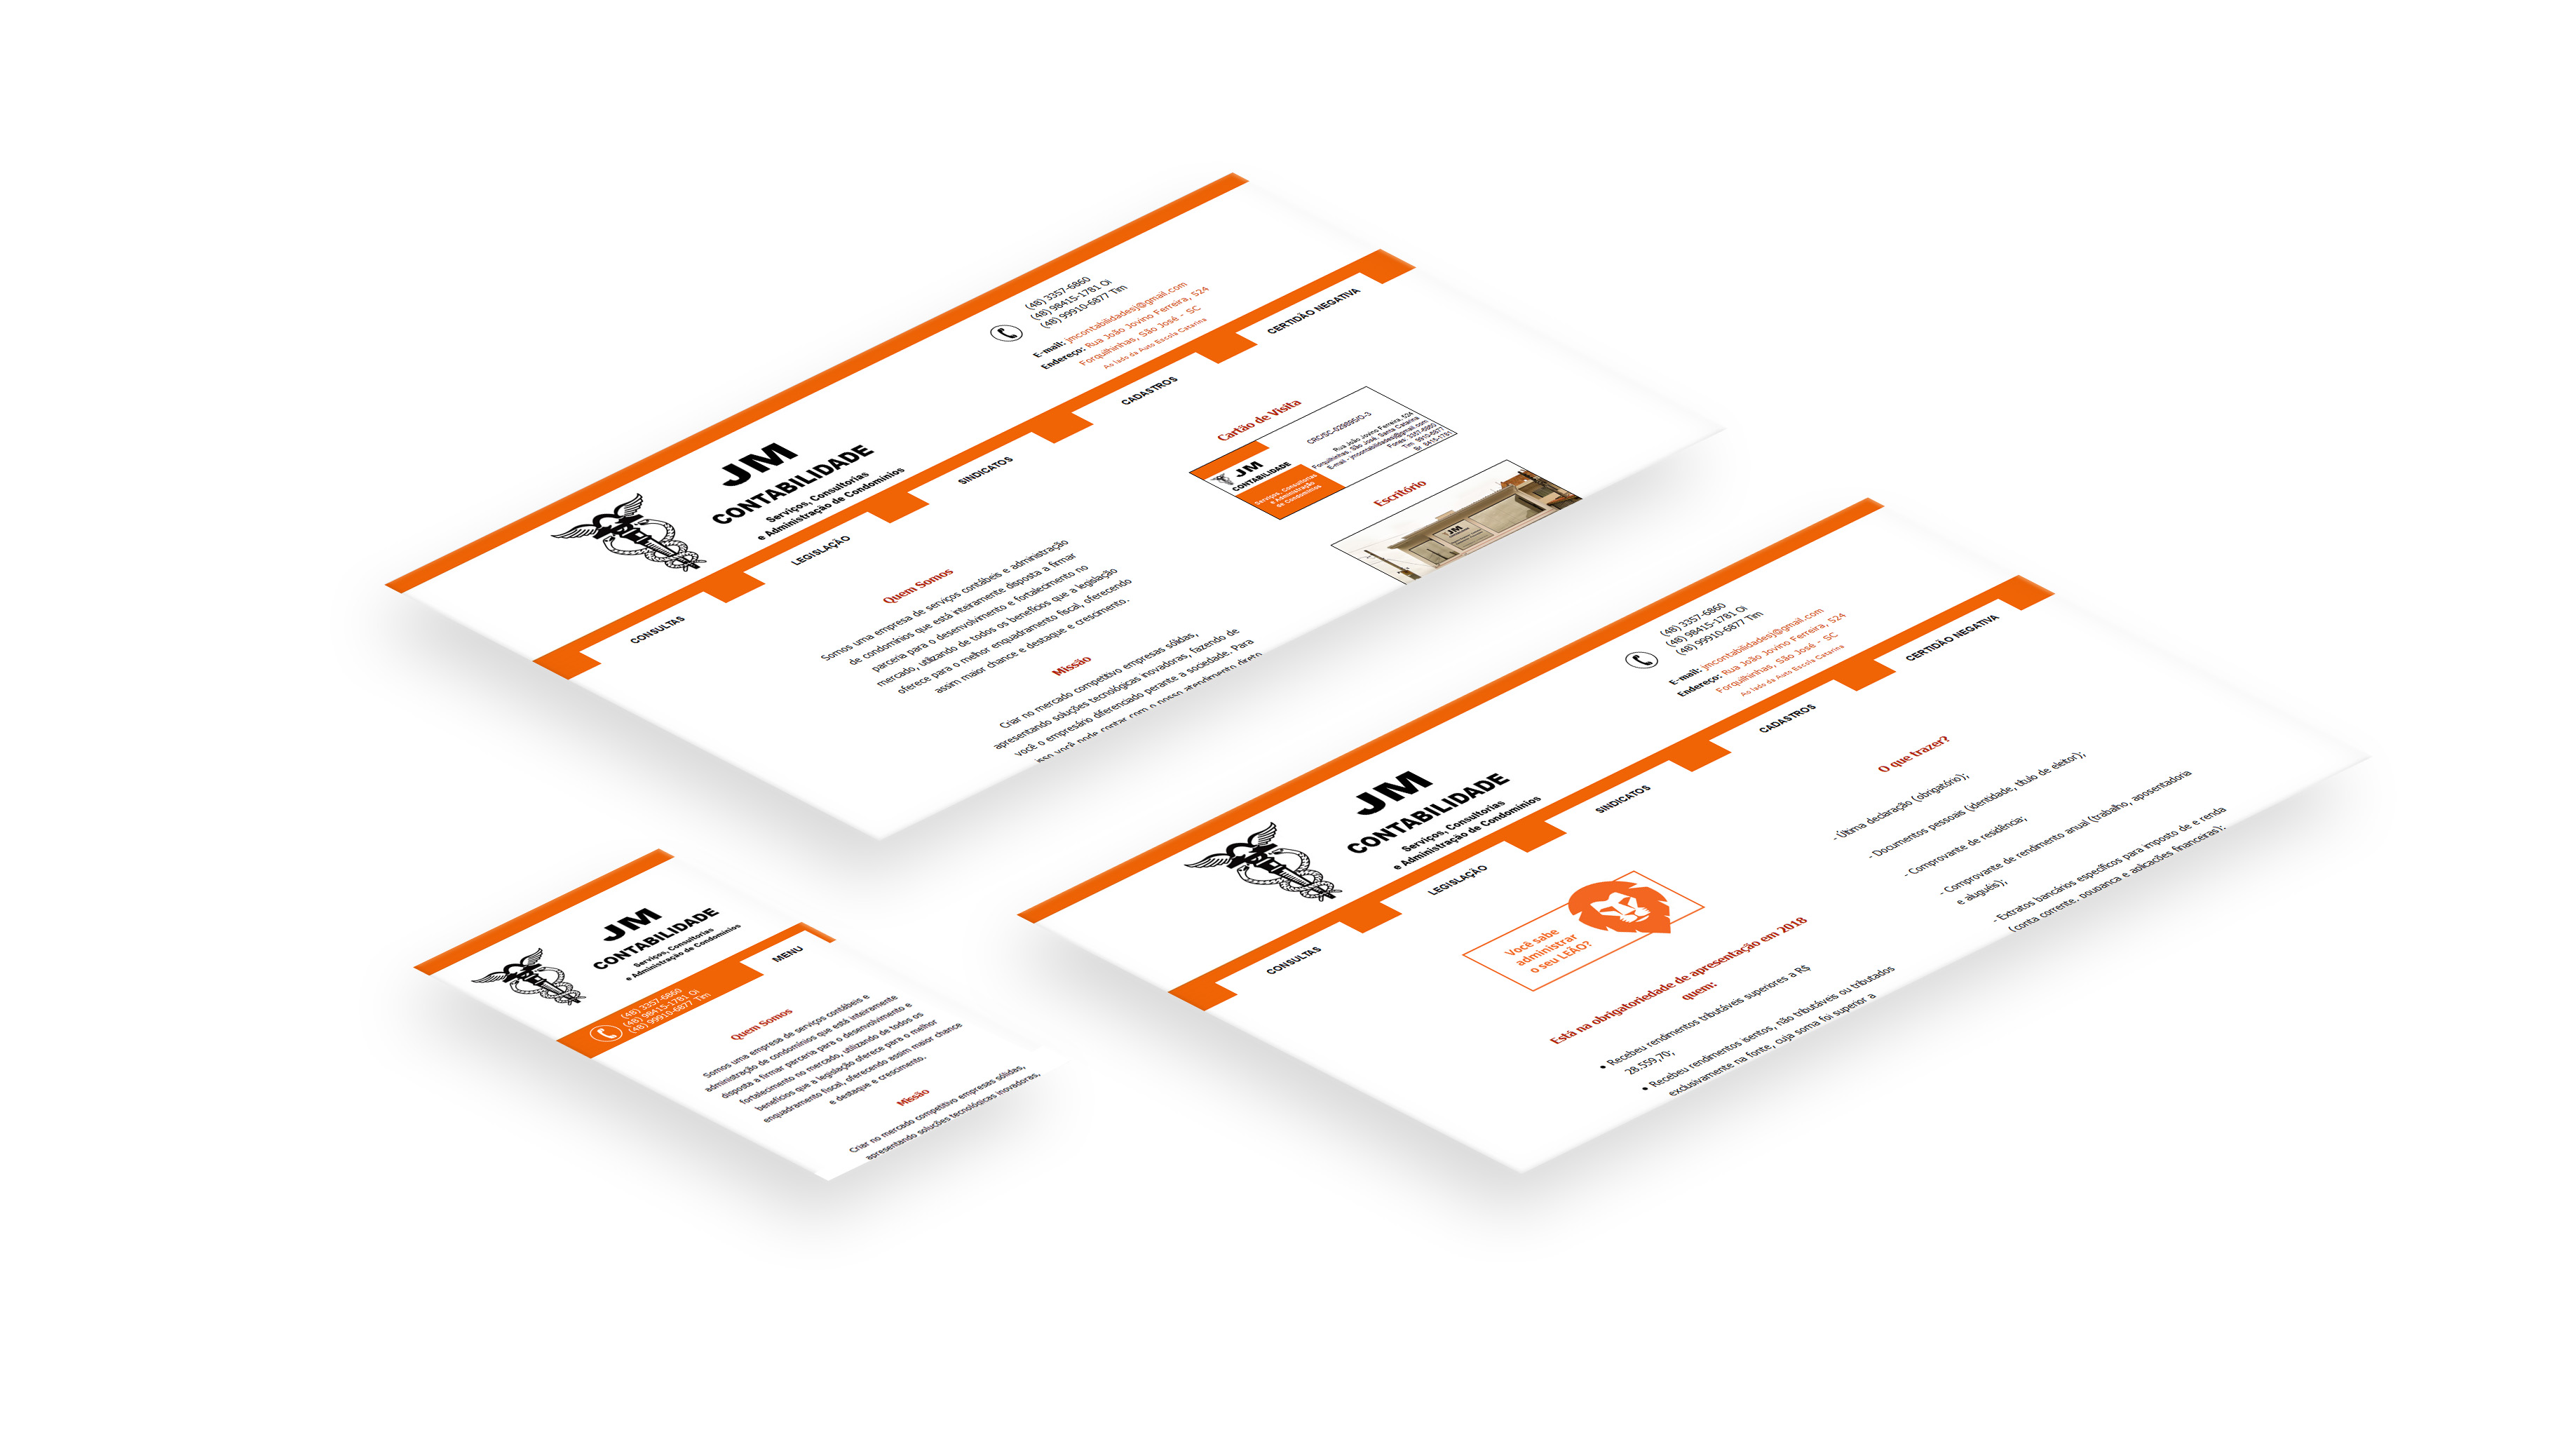 JM
CONTABILIDADE
Serviços, Consultorias
e Administração de Condomínios
(48) 3357-6860
(48) 98415-1781 Oi
(48) 99910-6877 Tim
E-mail: jmcontabilidadesj@gmail.com
Endereço: Rua João Jovino Ferreira, 524
Forquilhinhas, São José - SC
Ao lado da Auto Escola Catarina
CONSULTAS
LEGISLAÇÃO
SINDICATOS
CADASTROS
CERTIDÃO NEGATIVA
Quem Somos
Somos uma empresa de serviços contábeis e administração
de condomínios que está inteiramente disposta a firmar
parceria para o desenvolvimento e fortalecimento no
mercado, utilizando de todos os benefícios que a legislação
oferece para o melhor enquadramento fiscal, oferecendo
assim maior chance e destaque e crescimento.
Missão
Criar no mercado competitivo empresas sólidas,
apresentando soluções tecnológicas inovadoras, fazendo de
você o empresário diferenciado perante a sociedade. Para
isso você pode contar com o nosso atendimento direto
Cartão de Visita
JM
CONTABILIDADE
Serviços, Consultorias
e Administração
de Condomínios
Rua João Jovino Ferreira, 524
Forquilhinhas, São José, Santa Catarina
E-mail - jmcontabilidadesj@gmail.com
Fones: 3357-6860
Tim 9910-6877
8415-1781
Escritório
JM
JM
CONTABILIDADE
Serviços, Consultorias
e Administração de Condomínios
(48) 3357-6860
(48) 98415-1781 Oi
(48) 99910-6877 Tim
MENU
Quem Somos
Somos uma empresa de serviços contábeis e
administração de condomínios que está inteiramente
disposta a firmar parceria para o desenvolvimento e
fortalecimento no mercado, utilizando de todos os
benefícios que a legislação oferece para o melhor
enquadramento fiscal, oferecendo assim maior chance
e destaque e crescimento.
Missão
Criar no mercado competitivo empresas sólidas,
apresentando soluções tecnológicas inovadoras,
JM
CONTABILIDADE
Serviços, Consultorias
e Administração de Condomínios
(48) 3357-6860
(48) 98415-1781 Oi
(48) 99910-6877 Tim
E-mail: jmcontabilidadesj@gmail.com
Endereço: Rua João Jovino Ferreira, 524
Forquilhinhas, São José - SC
Ao lado da Auto Escola Catarina
CONSULTAS
LEGISLAÇÃO
SINDICATOS
CADASTROS
CERTIDÃO NEGATIVA
Você sabe
administrar
o seu LEÃO?
Está na obrigatoriedade de apresentação em 2018
quem:
• Recebeu rendimentos tributáveis superiores a R$
28.559,70;
• Recebeu rendimentos isentos, não tributáveis ou tributados
exclusivamente na fonte, cuja soma foi superior a
O que trazer?
- Última declaração (obrigatório);
- Documentos pessoais (identidade, título de eleitor);
- Comprovante de residência;
- Comprovante de rendimento anual (trabalho, aposentadoria
e aluguéis);
- Extratos bancários específicos para imposto de e renda
(conta corrente, poupança e aplicações financeiras);